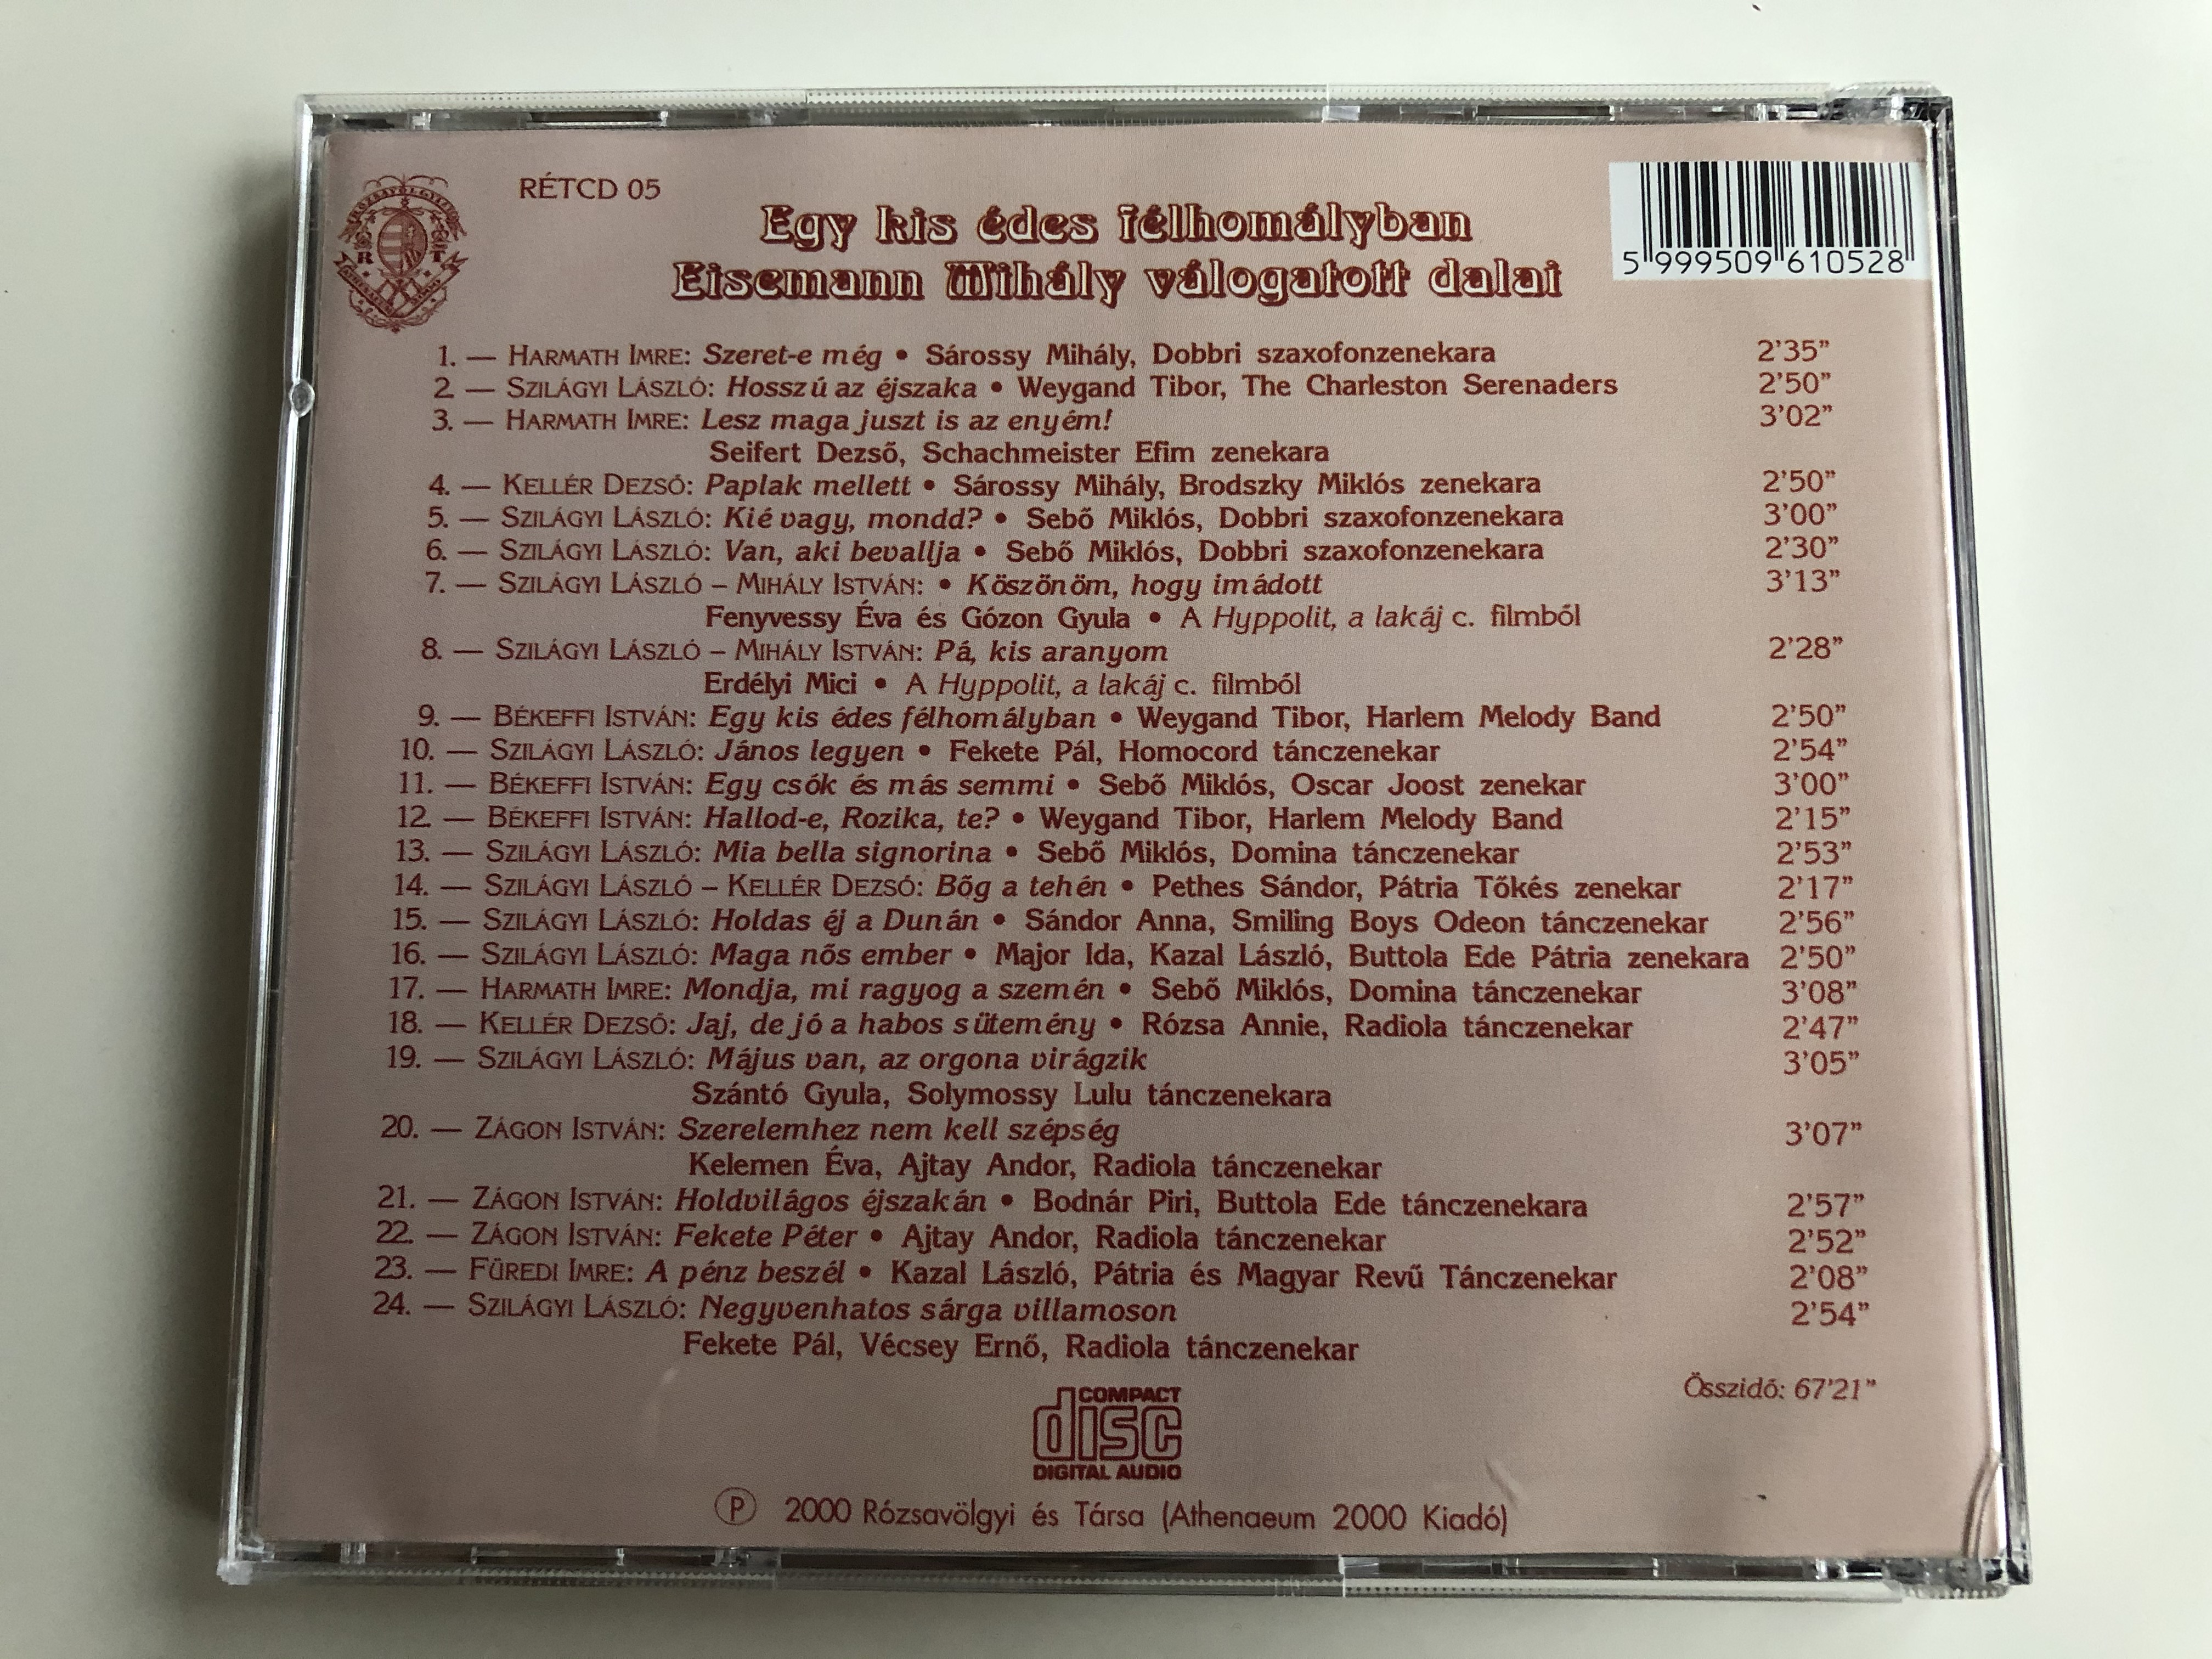 RÉTCD 05
Egy kis édes félhomályban
Eisemann Mihály válogatott dalai
5 999509 610528
R T
1. — HARMATH IMRE: Szeret-e még • Sárossy Mihály, Dobbri szaxofonzenekara 2'35”
2. — SZILÁGYI LÁSZLÓ: Hosszú az éjszaka • Weygand Tibor, The Charleston Serenaders 2'50”
3. — HARMATH IMRE: Lesz maga juszt is az enyém! 3'02”
Seifert Dezső, Schachmeister Efim zenekara
4. — KELLÉR DEZSŐ: Paplak mellett • Sárossy Mihály, Brodszky Miklós zenekara 2'50”
5. — SZILÁGYI LÁSZLÓ: Kié vagy, mondd? • Sebő Miklós, Dobbri szaxofonzenekara 3'00”
6. — SZILÁGYI LÁSZLÓ: Van, aki bevallja • Sebő Miklós, Dobbri szaxofonzenekara 2'30”
7. — SZILÁGYI LÁSZLÓ – MIHÁLY ISTVÁN: • Köszönöm, hogy imádott 3'13”
Fenyvessy Éva és Gózon Gyula • A Hyppolit, a lakáj c. filmből
8. — SZILÁGYI LÁSZLÓ – MIHÁLY ISTVÁN: Pá, kis aranyom 2'28”
Erdélyi Mici • A Hyppolit, a lakáj c. filmből
9. — BÉKEFFI ISTVÁN: Egy kis édes félhomályban • Weygand Tibor, Harlem Melody Band 2'50”
10. — SZILÁGYI LÁSZLÓ: János legyen • Fekete Pál, Homocord tánczenekar 2'54”
11. — BÉKEFFI ISTVÁN: Egy csók és más semmi • Sebő Miklós, Oscar Joost zenekar 3'00”
12. — BÉKEFFI ISTVÁN: Hallod-e, Rozika, te? • Weygand Tibor, Harlem Melody Band 2'15”
13. — SZILÁGYI LÁSZLÓ: Mia bella signorina • Sebő Miklós, Domina tánczenekar 2'53”
14. — SZILÁGYI LÁSZLÓ – KELLÉR DEZSŐ: Bőg a tehén • Pethes Sándor, Pátria Tőkés zenekar 2'17”
15. — SZILÁGYI LÁSZLÓ: Holdas éj a Dunán • Sándor Anna, Smiling Boys Odeon tánczenekar 2'56”
16. — SZILÁGYI LÁSZLÓ: Maga nős ember • Major Ida, Kazal László, Buttola Ede Pátria zenekara 2'50”
17. — HARMATH IMRE: Mondja, mi ragyog a szemén • Sebő Miklós, Domina tánczenekar 3'08”
18. — KELLÉR DEZSŐ: Jaj, de jó a habos sütemény • Rózsa Annie, Radiola tánczenekar 2'47”
19. — SZILÁGYI LÁSZLÓ: Május van, az orgona virágzik 3'05”
Szántó Gyula, Solymossy Lulu tánczenekara
20. — ZÁGON ISTVÁN: Szerelemhez nem kell szépség 3'07”
Kelemen Éva, Ajtay Andor, Radiola tánczenekar
21. — ZÁGON ISTVÁN: Holdvilágos éjszakán • Bodnár Piri, Buttola Ede tánczenekara 2'57”
22. — ZÁGON ISTVÁN: Fekete Péter • Ajtay Andor, Radiola tánczenekar 2'52”
23. — FÜREDI IMRE: A pénz beszél • Kazal László, Pátria és Magyar Revű Tánczenekar 2'08”
24. — SZILÁGYI LÁSZLÓ: Negyvenhatos sárga villamoson 2'54”
Fekete Pál, Vécsey Ernő, Radiola tánczenekar
Összidő: 67'21”
COMPACT
disc
DIGITAL AUDIO
Ⓟ 2000 Rózsavölgyi és Társa (Athenaeum 2000 Kiadó)